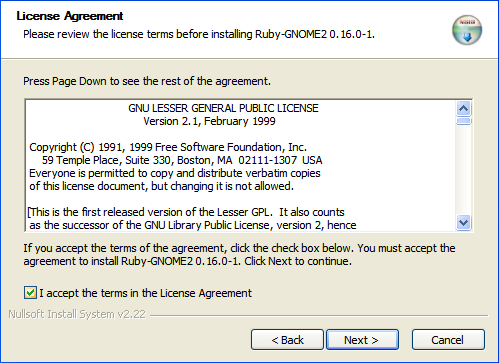 License Agreement
Please review the license terms before installing Ruby-GNOME2 0.16.0-1.
Press Page Down to see the rest of the agreement.
GNU LESSER GENERAL PUBLIC LICENSE
Version 2.1, February 1999
Copyright (C) 1991, 1999 Free Software Foundation, Inc.
59 Temple Place, Suite 330, Boston, MA  02111-1307  USA
Everyone is permitted to copy and distribute verbatim copies
of this license document, but changing it is not allowed.
[This is the first released version of the Lesser GPL.  It also counts
as the successor of the GNU Library Public License, version 2, hence
If you accept the terms of the agreement, click the check box below. You must accept the
agreement to install Ruby-GNOME2 0.16.0-1. Click Next to continue.
I accept the terms in the License Agreement
Nullsoft Install System v2.22
< Back
Next >
Cancel